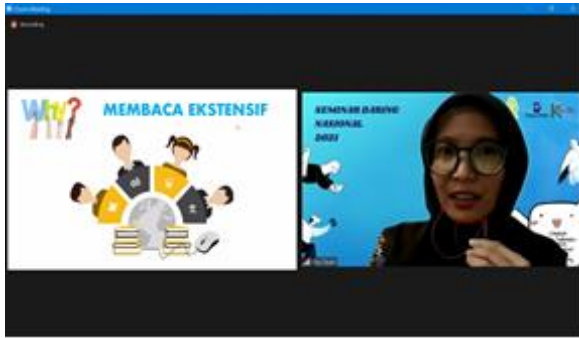 Zoom Meeting
Recording
Why?
MEMBACA EKSTENSIF
SEMINAR DARING
NASIONAL
2021